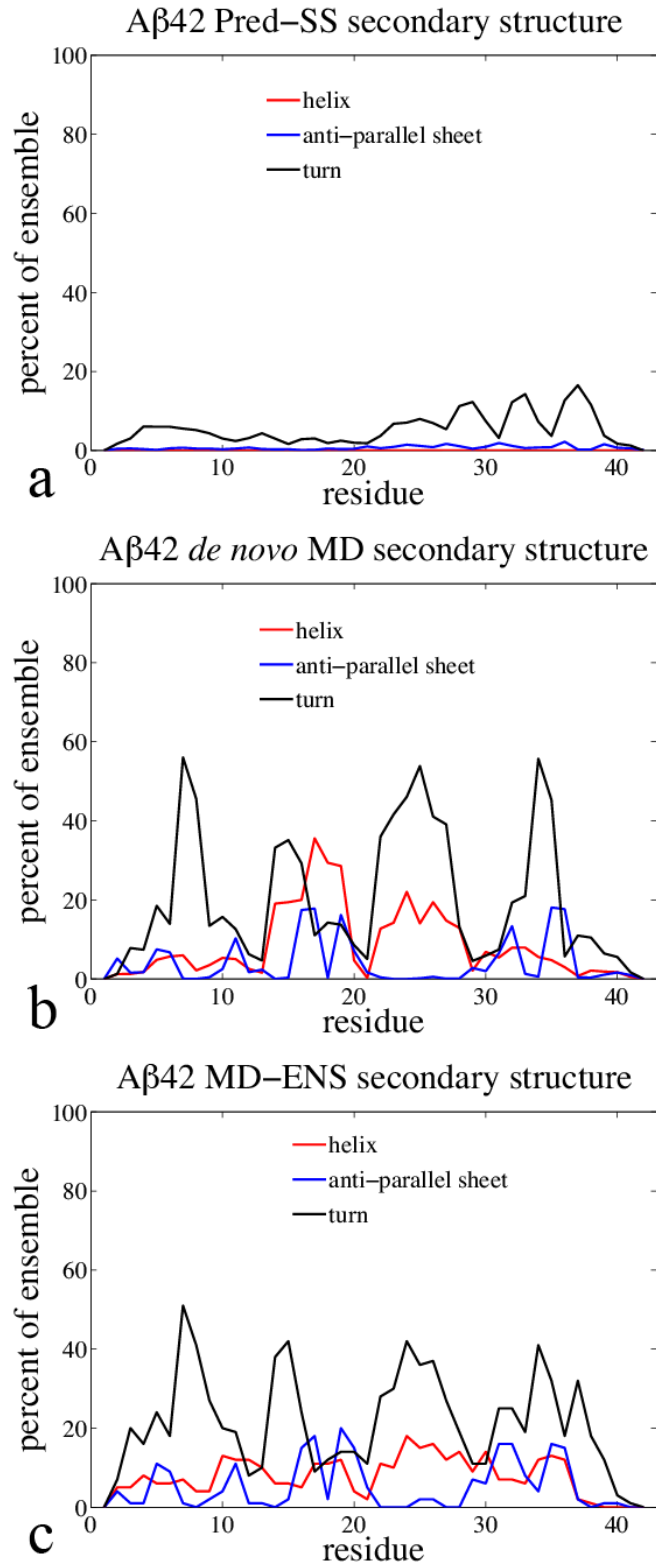 Aβ42 Pred−SS secondary structure
100
80
60
40
20
0
percent of ensemble
helix
anti−parallel sheet
turn
0 10 20 30 40
residue
a
Aβ42 de novo MD secondary structure
100
80
60
40
20
0
percent of ensemble
helix
anti−parallel sheet
turn
0 10 20 30 40
residue
b
Aβ42 MD−ENS secondary structure
100
80
60
40
20
0
percent of ensemble
helix
anti−parallel sheet
turn
0 10 20 30 40
residue
c